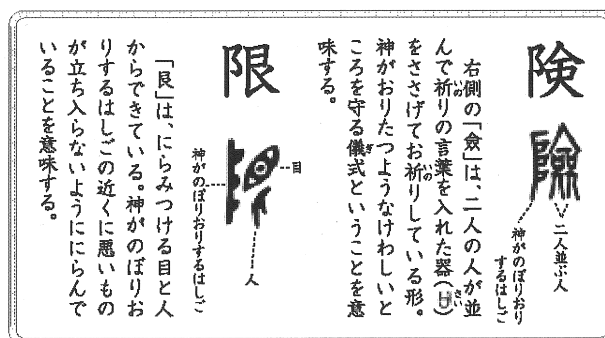 険
二人並ぶ人
神がのぼりおり
するはしご
右側の「僉」は、二人の人が並
んで祈りの言葉を入れた器(日)
をささげてお祈りしている形。
神がおりたつようなけわしいと
ころを守る儀式ということを意
味する。
限
目
人
神がのぼりおりするはしご
「艮」は、にらみつける目と人
からできている。神がのぼりお
りするはしごの近くに悪いもの
が立ち入らないようににらんで
いることを意味する。